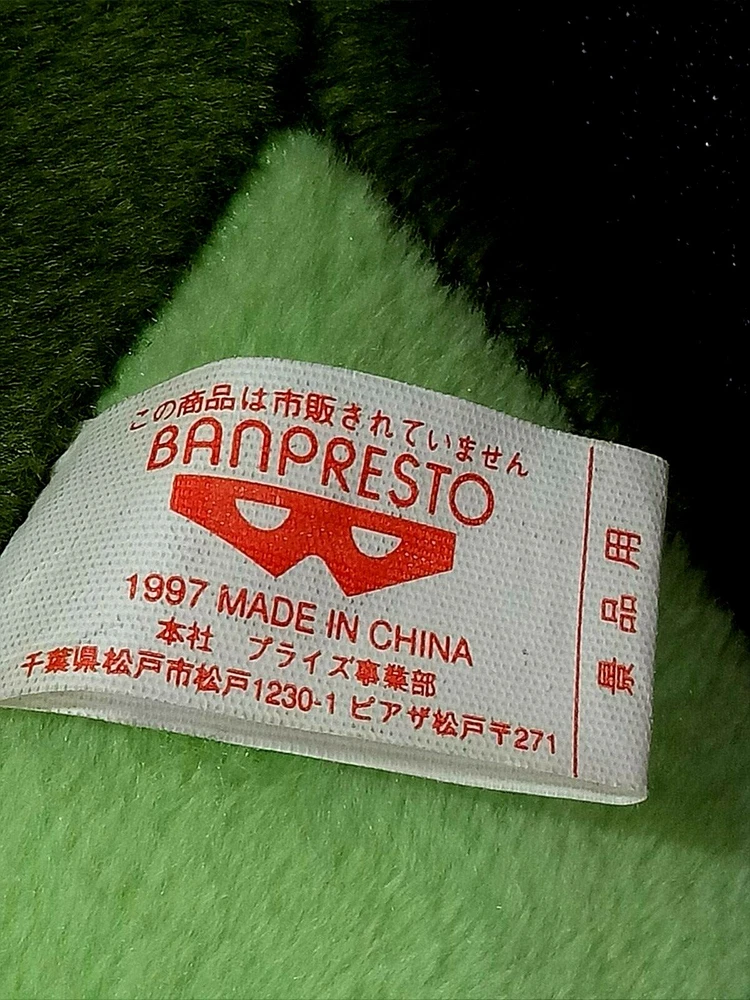 この商品は市販されていません
BANPRESTO
1997 MADE IN CHINA
本社 プライズ事業部
千葉県松戸市松戸1230-1 ピアザ松戸〒271
景品用